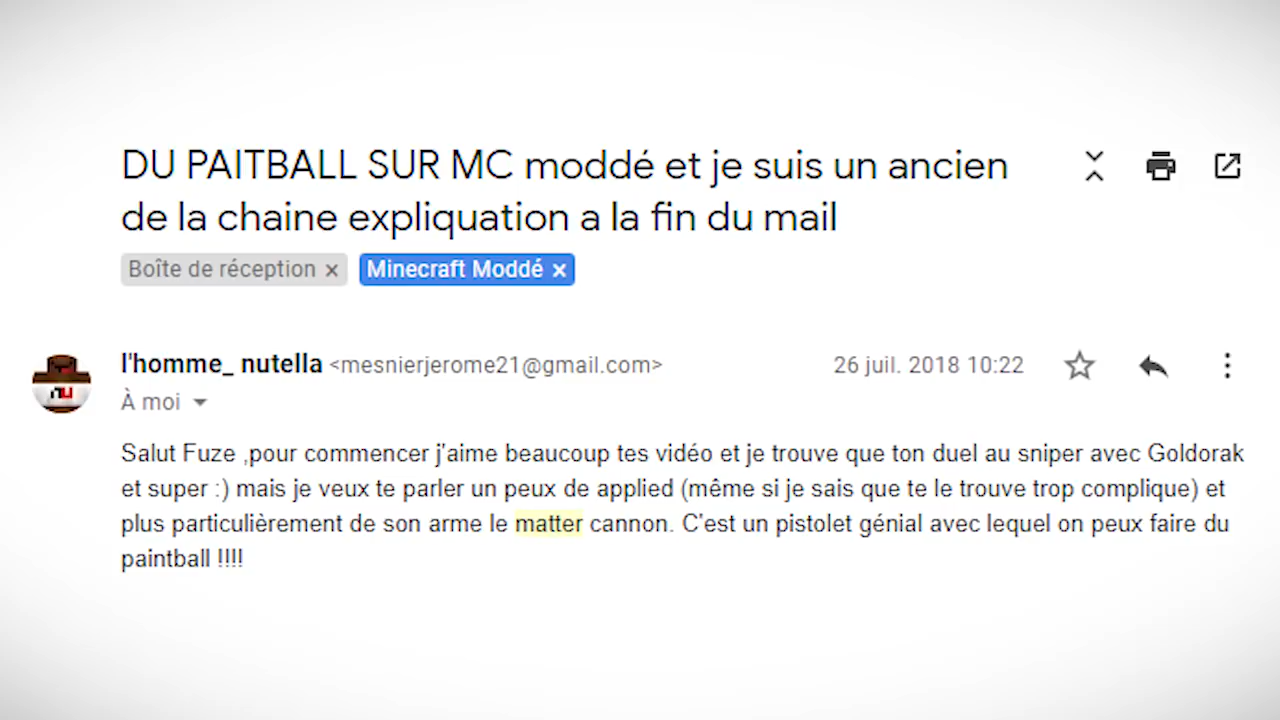 DU PAITBALL SUR MC moddé et je suis un ancien
de la chaine expliquation a la fin du mail
Boîte de réception ×
Minecraft Moddé ×
l'homme_ nutella <mesnierjerome21@gmail.com>
26 juil. 2018 10:22
À moi
nu
Salut Fuze ,pour commencer j'aime beaucoup tes vidéo et je trouve que ton duel au sniper avec Goldorak
et super :) mais je veux te parler un peux de applied (même si je sais que te le trouve trop complique) et
plus particulièrement de son arme le matter cannon. C'est un pistolet génial avec lequel on peux faire du
paintball !!!!